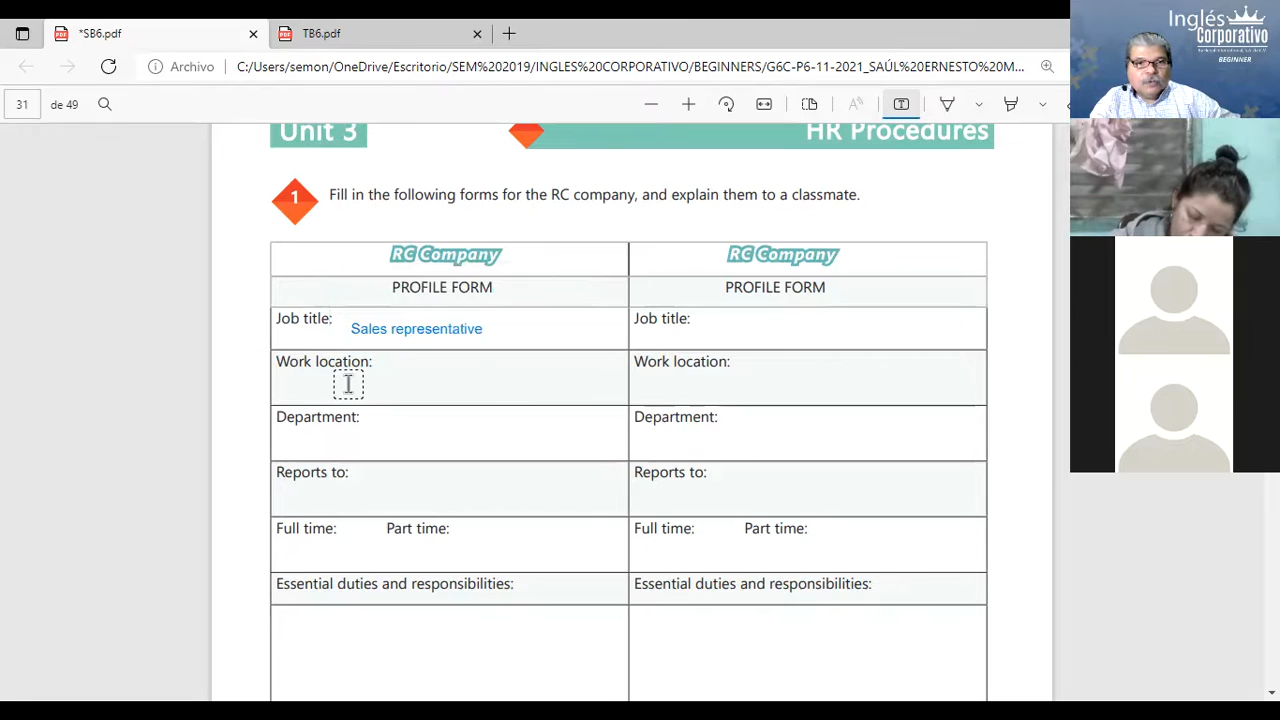 *SB6.pdf
TB6.pdf
Archivo
C:/Users/semon/OneDrive/Escritorio/SEM%202021/INGLES%20CORPORATIVO/BEGINNERS/G6C-P6-11-2021_SAÚL%20ERNESTO%20M...
31 de 49
Inglés
Corporativo
BEGINNER
Unit 3
HR Procedures
1 Fill in the following forms for the RC company, and explain them to a classmate.
RC Company RC Company
PROFILE FORM PROFILE FORM
Job title: Sales representative Job title:
Work location: Work location:
Department: Department:
Reports to: Reports to:
Full time: Part time: Full time: Part time:
Essential duties and responsibilities: Essential duties and responsibilities: